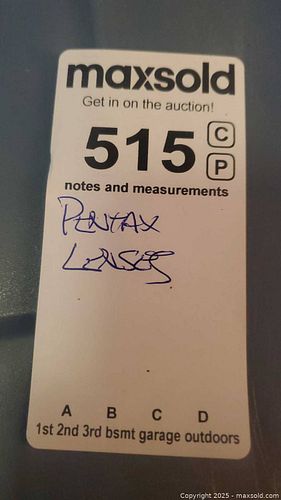 maxsold
Get in on the auction!
515 C
P
notes and measurements
PENTAX
LENSES
A B C D
1st 2nd 3rd bsmt garage outdoors
Copyright 2025 - maxsold.com